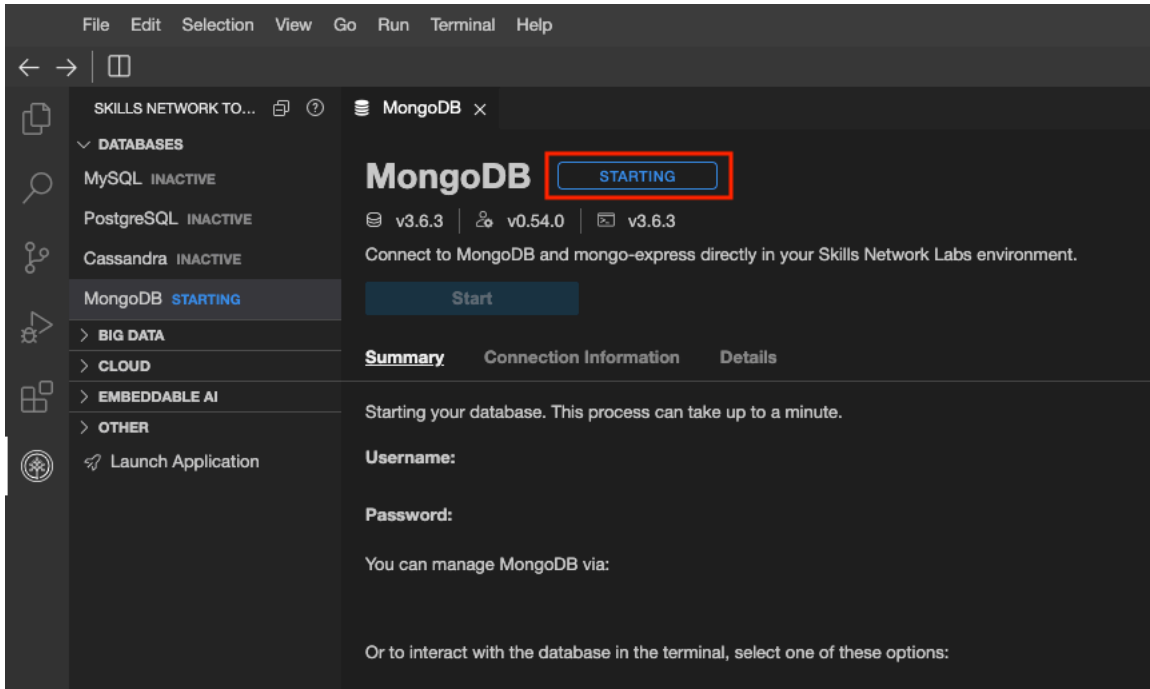 File Edit Selection View Go Run Terminal Help
SKILLS NETWORK TO...
DATABASES
MySQL INACTIVE
PostgreSQL INACTIVE
Cassandra INACTIVE
MongoDB STARTING
BIG DATA
CLOUD
EMBEDDABLE AI
OTHER
Launch Application
MongoDB
MongoDB STARTING
v3.6.3 v0.54.0 v3.6.3
Connect to MongoDB and mongo-express directly in your Skills Network Labs environment.
Start
Summary Connection Information Details
Starting your database. This process can take up to a minute.
Username:
Password:
You can manage MongoDB via:
Or to interact with the database in the terminal, select one of these options: